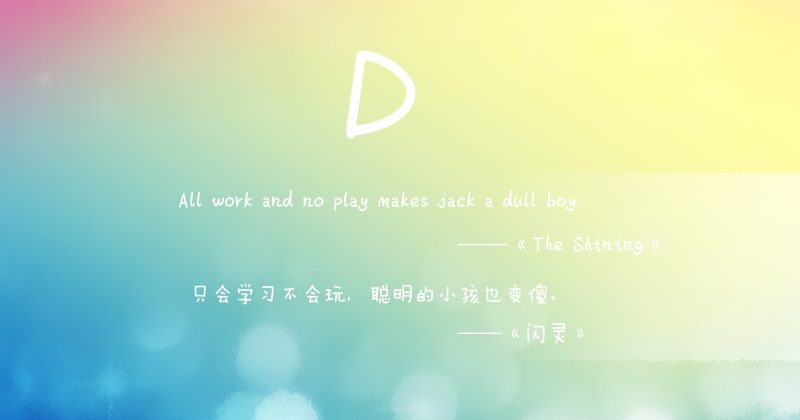 D
All work and no play makes jack a dull boy.
——《The Shining》
只会学习不会玩，聪明的小孩也变傻。
——《闪灵》